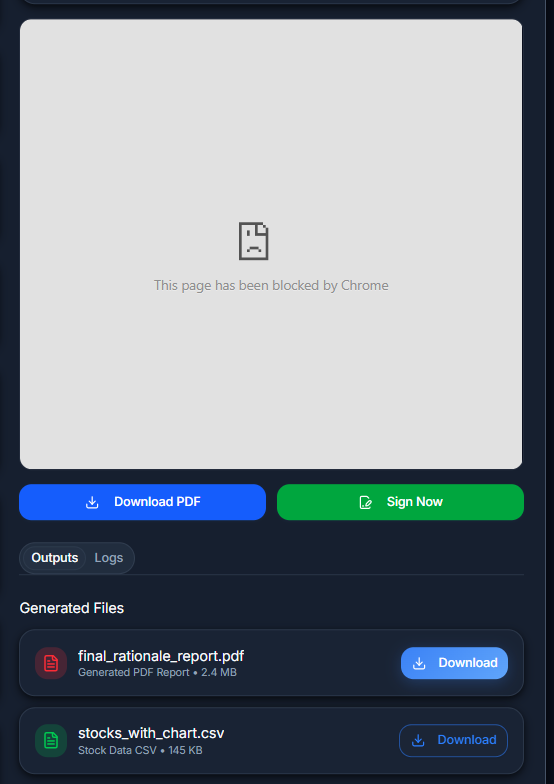 This page has been blocked by Chrome
Download PDF
Sign Now
Outputs
Logs
Generated Files
final_rationale_report.pdf
Generated PDF Report • 2.4 MB
Download
stocks_with_chart.csv
Stock Data CSV • 145 KB
Download